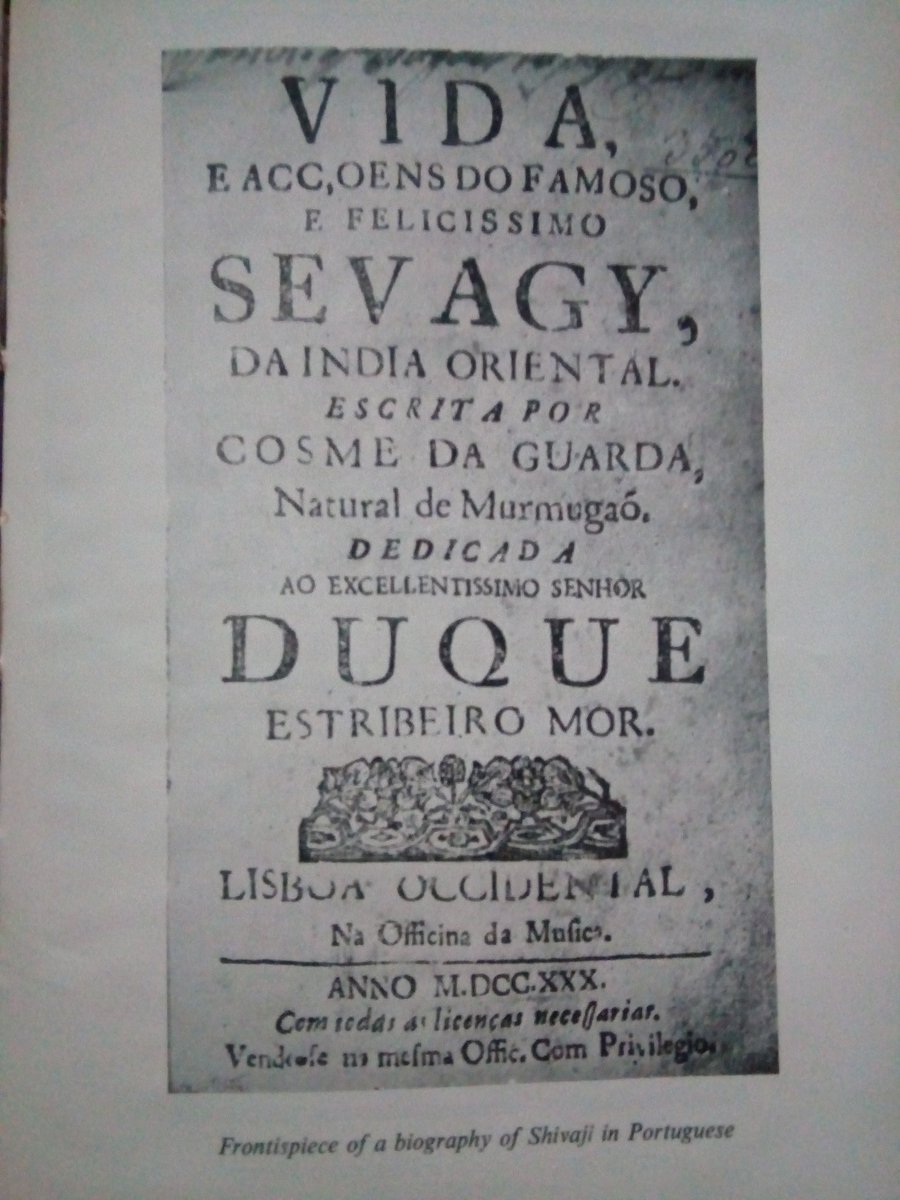 VIDA,
E ACC,OENS DO FAMOSO,
E FELICISSIMO
SEVAGY,
DA INDIA ORIENTAL.
ESCRITA POR
COSME DA GUARDA,
Natural de Murmugaõ.
DEDICADA
AO EXCELLENTISSIMO SENHOR
DUQUE
ESTRIBEIRO MOR.
LISBOA OCCIDENTAL,
Na Officina da Musica.
ANNO M.DCC.XXX.
Com todas as licenças necessarias.
Vendese na mesma Offic. Com Privilegio.
Frontispiece of a biography of Shivaji in Portuguese